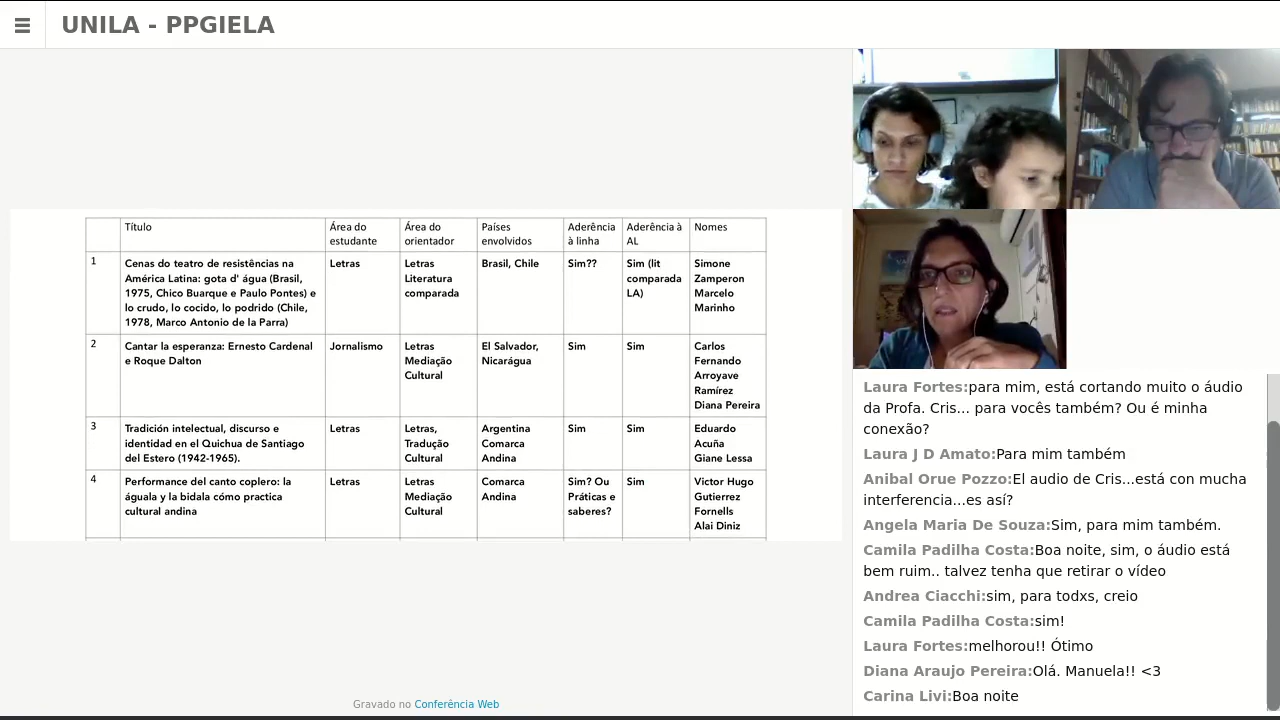 UNILA - PPGIELA
Título
Área do
estudante
Área do
orientador
Países
envolvidos
Aderência
à linha
Aderência à
AL
Nomes
1
Cenas do teatro de resistências na
América Latina: gota d' água (Brasil,
1975, Chico Buarque e Paulo Pontes) e
lo crudo, lo cocido, lo podrido (Chile,
1978, Marco Antonio de la Parra)
Letras
Letras
Literatura
comparada
Brasil, Chile
Sim??
Sim (lit
comparada
LA)
Simone
Zamperon
Marcelo
Marinho
2
Cantar la esperanza: Ernesto Cardenal
e Roque Dalton
Jornalismo
Letras
Mediação
Cultural
El Salvador,
Nicarágua
Sim
Sim
Carlos
Fernando
Arroyave
Ramírez
Diana Pereira
3
Tradición intelectual, discurso e
identidad en el Quichua de Santiago
del Estero (1942-1965).
Letras
Letras,
Tradução
Cultural
Argentina
Comarca
Andina
Sim
Sim
Eduardo
Acuña
Giane Lessa
4
Performance del canto coplero: la
águala y la bidala cómo practica
cultural andina
Letras
Letras
Mediação
Cultural
Comarca
Andina
Sim? Ou
Práticas e
saberes?
Sim
Victor Hugo
Gutierrez
Fornells
Alai Diniz
Laura Fortes:para mim, está cortando muito o áudio
da Profa. Cris... para vocês também? Ou é minha
conexão?
Laura J D Amato:Para mim também
Anibal Orue Pozzo:El audio de Cris...está con mucha
interferencia...es así?
Angela Maria De Souza:Sim, para mim também.
Camila Padilha Costa:Boa noite, sim, o áudio está
bem ruim.. talvez tenha que retirar o vídeo
Andrea Ciacchi:sim, para todxs, creio
Camila Padilha Costa:sim!
Laura Fortes:melhorou!! Ótimo
Diana Araujo Pereira:Olá. Manuela!! <3
Carina Livi:Boa noite
Gravado no Conferência Web